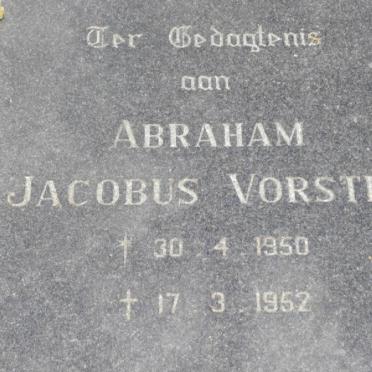 Ter Gedagtenis
aan
ABRAHAM
JACOBUS VORST
† 30 4 1950
† 17 3 1952